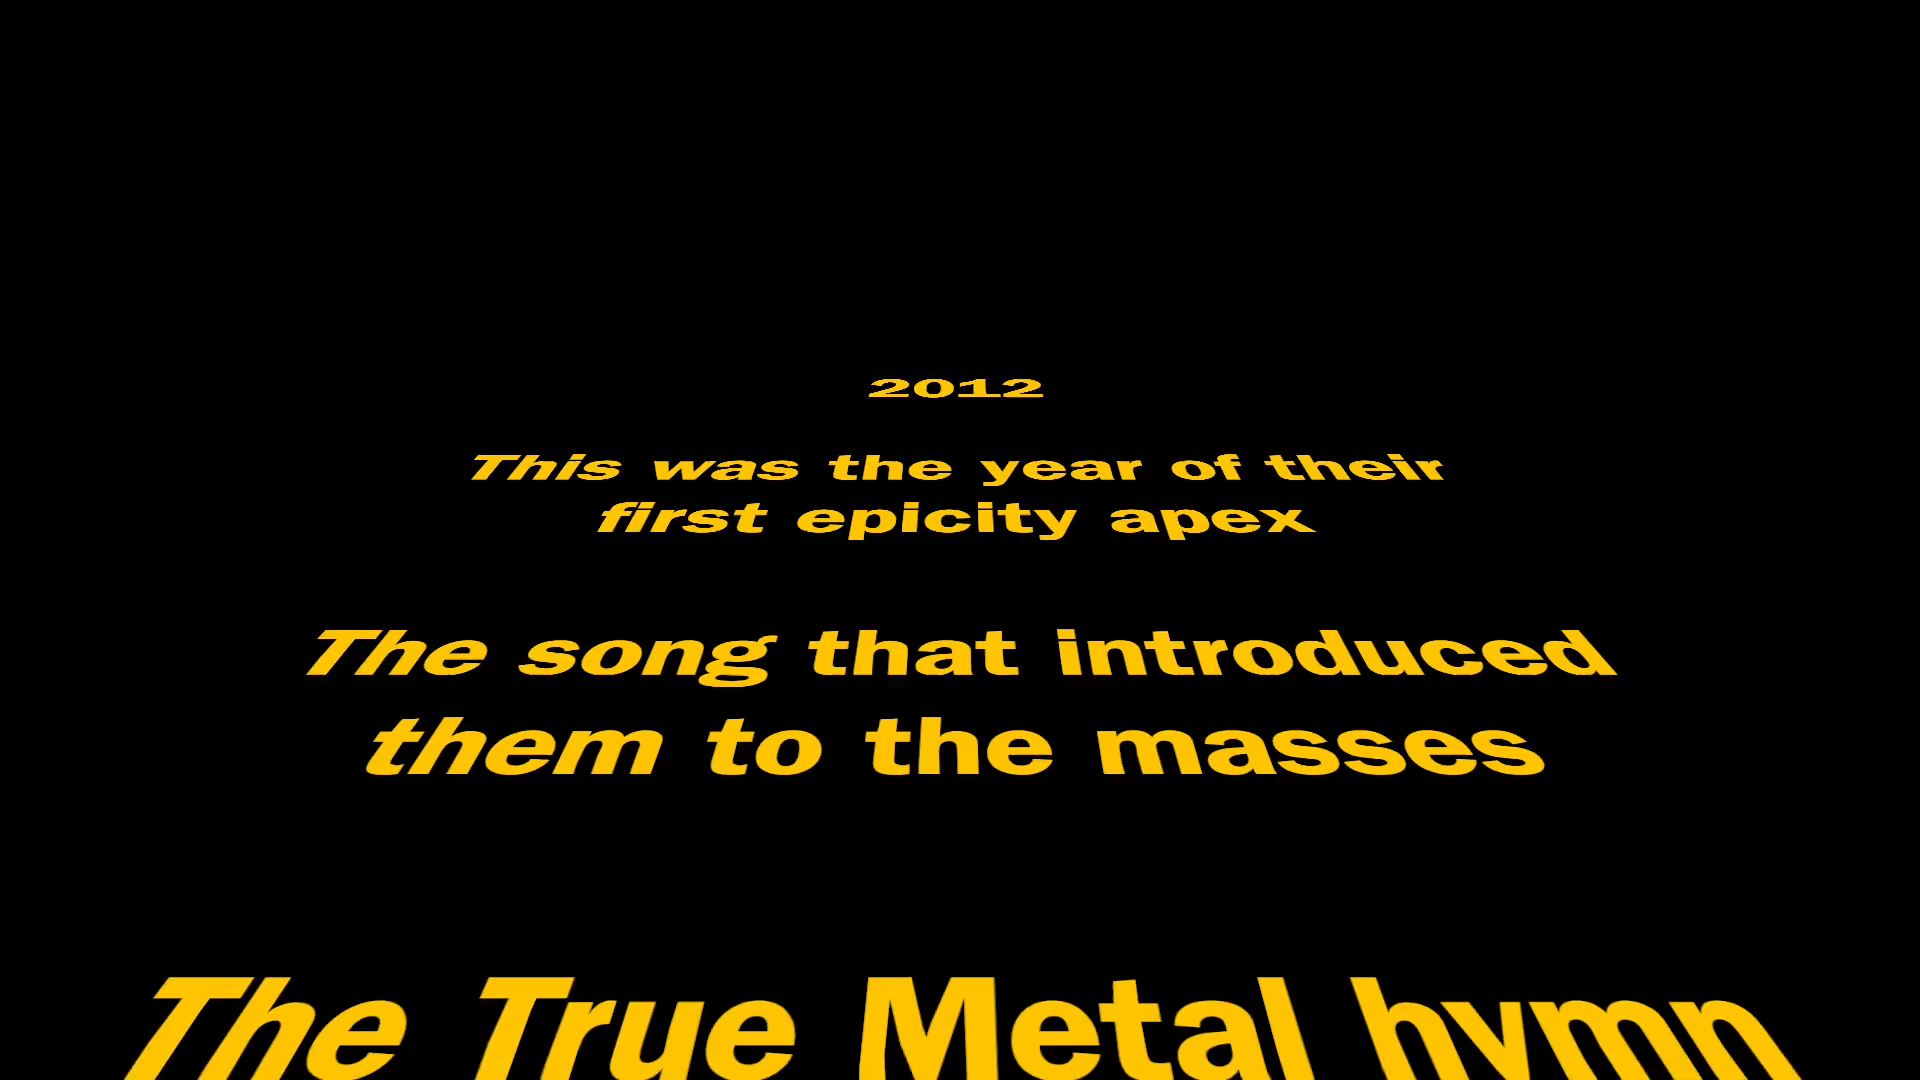 2012
This was the year of their
first epicity apex
The song that introduced
them to the masses
The True Metal hymn